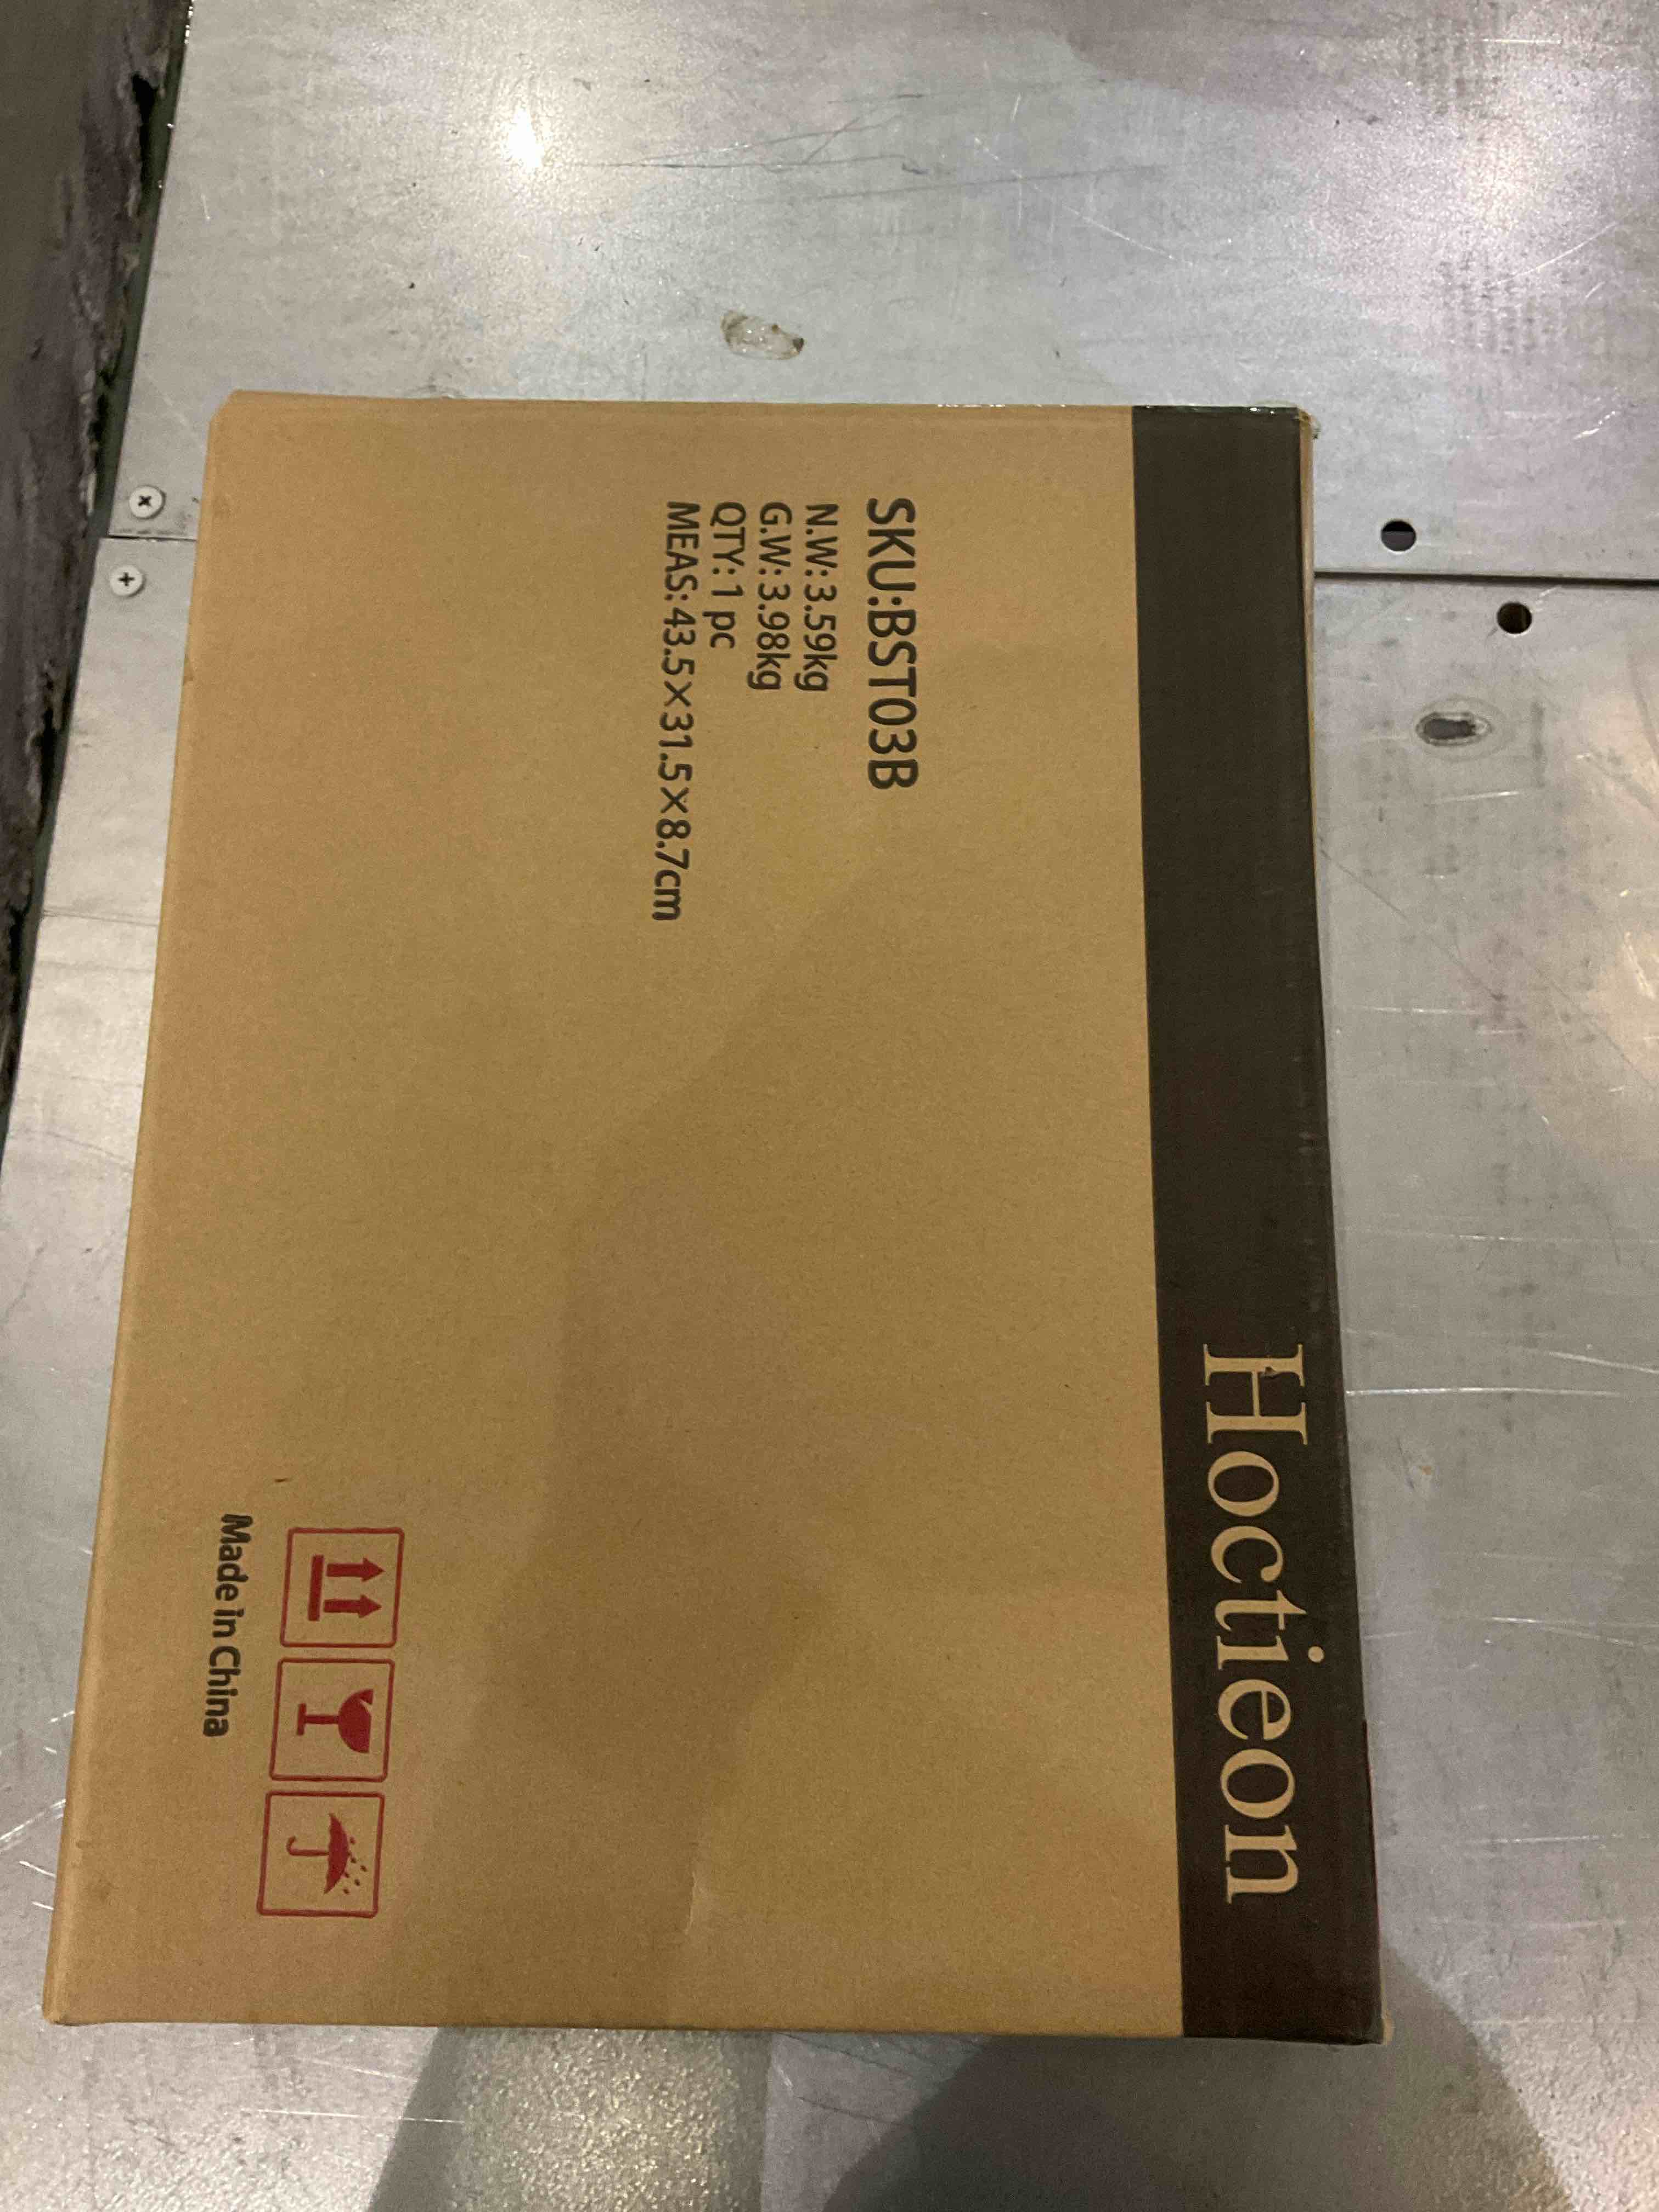 Hoctieon
SKU:BST03B
N.W:3.59kg
G.W:3.98kg
QTY:1 pc
MEAS:43.5×31.5×8.7cm
Made in China